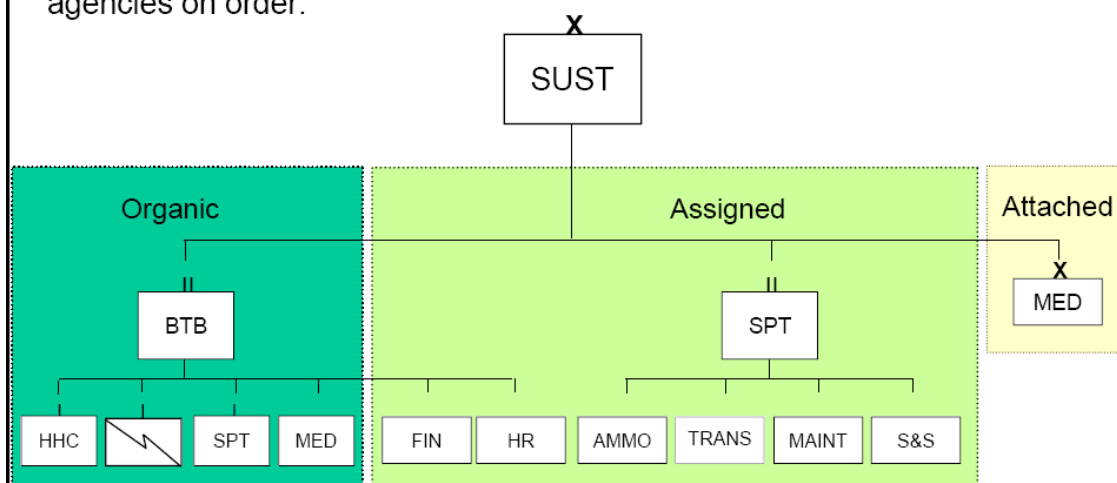 agencies on order.
X
SUST
Organic
Assigned
Attached
II
II
X
BTB
SPT
MED
HHC
SPT
MED
FIN
HR
AMMO
TRANS
MAINT
S&S